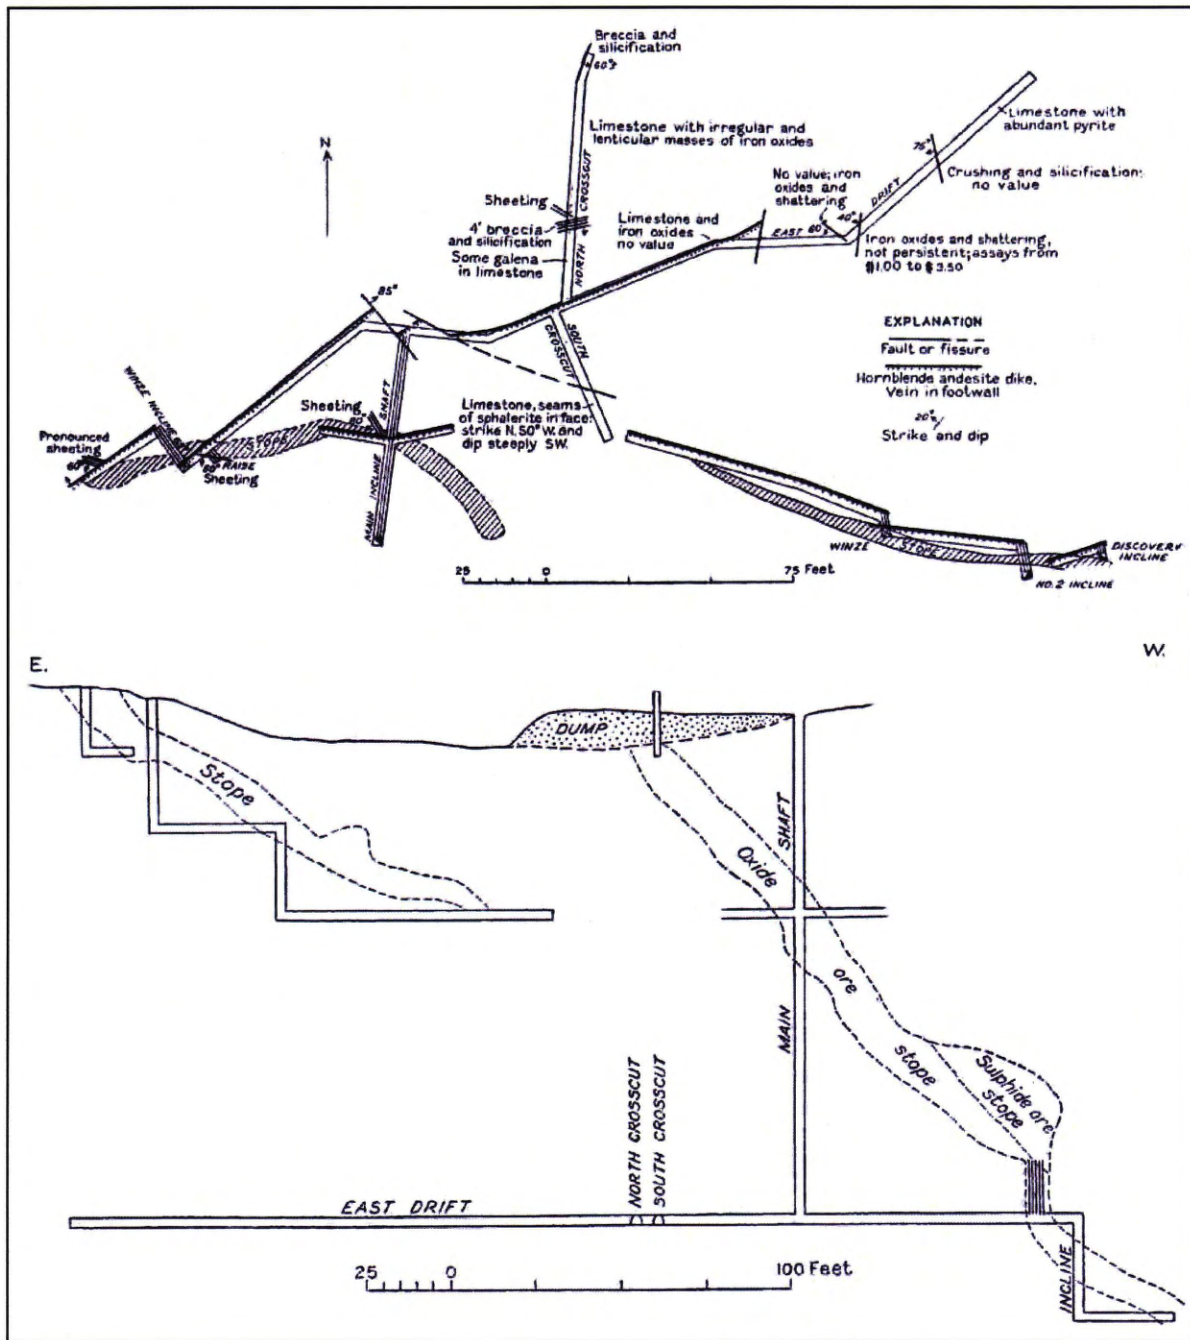 Breccia and
silicification
60°
N
Limestone with irregular and
lenticular masses of iron oxides
NORTH CROSSCUT
Limestone with
abundant pyrite
75°
Crushing and silicification;
no value
DRIFT
No value; iron
oxides and
shattering
Sheeting
4' breccia
and silicification
Some galena
in limestone
Limestone and
iron oxides
no value
EAST
60°
40°
Iron oxides and shattering,
not persistent; assays from
$1.00 to $3.50
85°
SOUTH
CROSSCUT
EXPLANATION
Fault or fissure
Hornblende andesite dike.
Vein in footwall
20°
Strike and dip
WINZE INCLINE
SHAFT
Sheeting
Limestone, seams
of sphalerite in face;
strike N. 50° W. and
dip steeply SW.
Pronounced
sheeting
60°
STOPE
60°
RAISE
Sheeting
MAIN INCLINE
WINZE
STOPE
DISCOVERY
INCLINE
NO. 2 INCLINE
25 0 75 Feet
E. W.
DUMP
Stope
Oxide
ore
stope
SHAFT
MAIN
Sulphide ore
stope
NORTH CROSSCUT
SOUTH CROSSCUT
EAST DRIFT
INCLINE
25 0 100 Feet